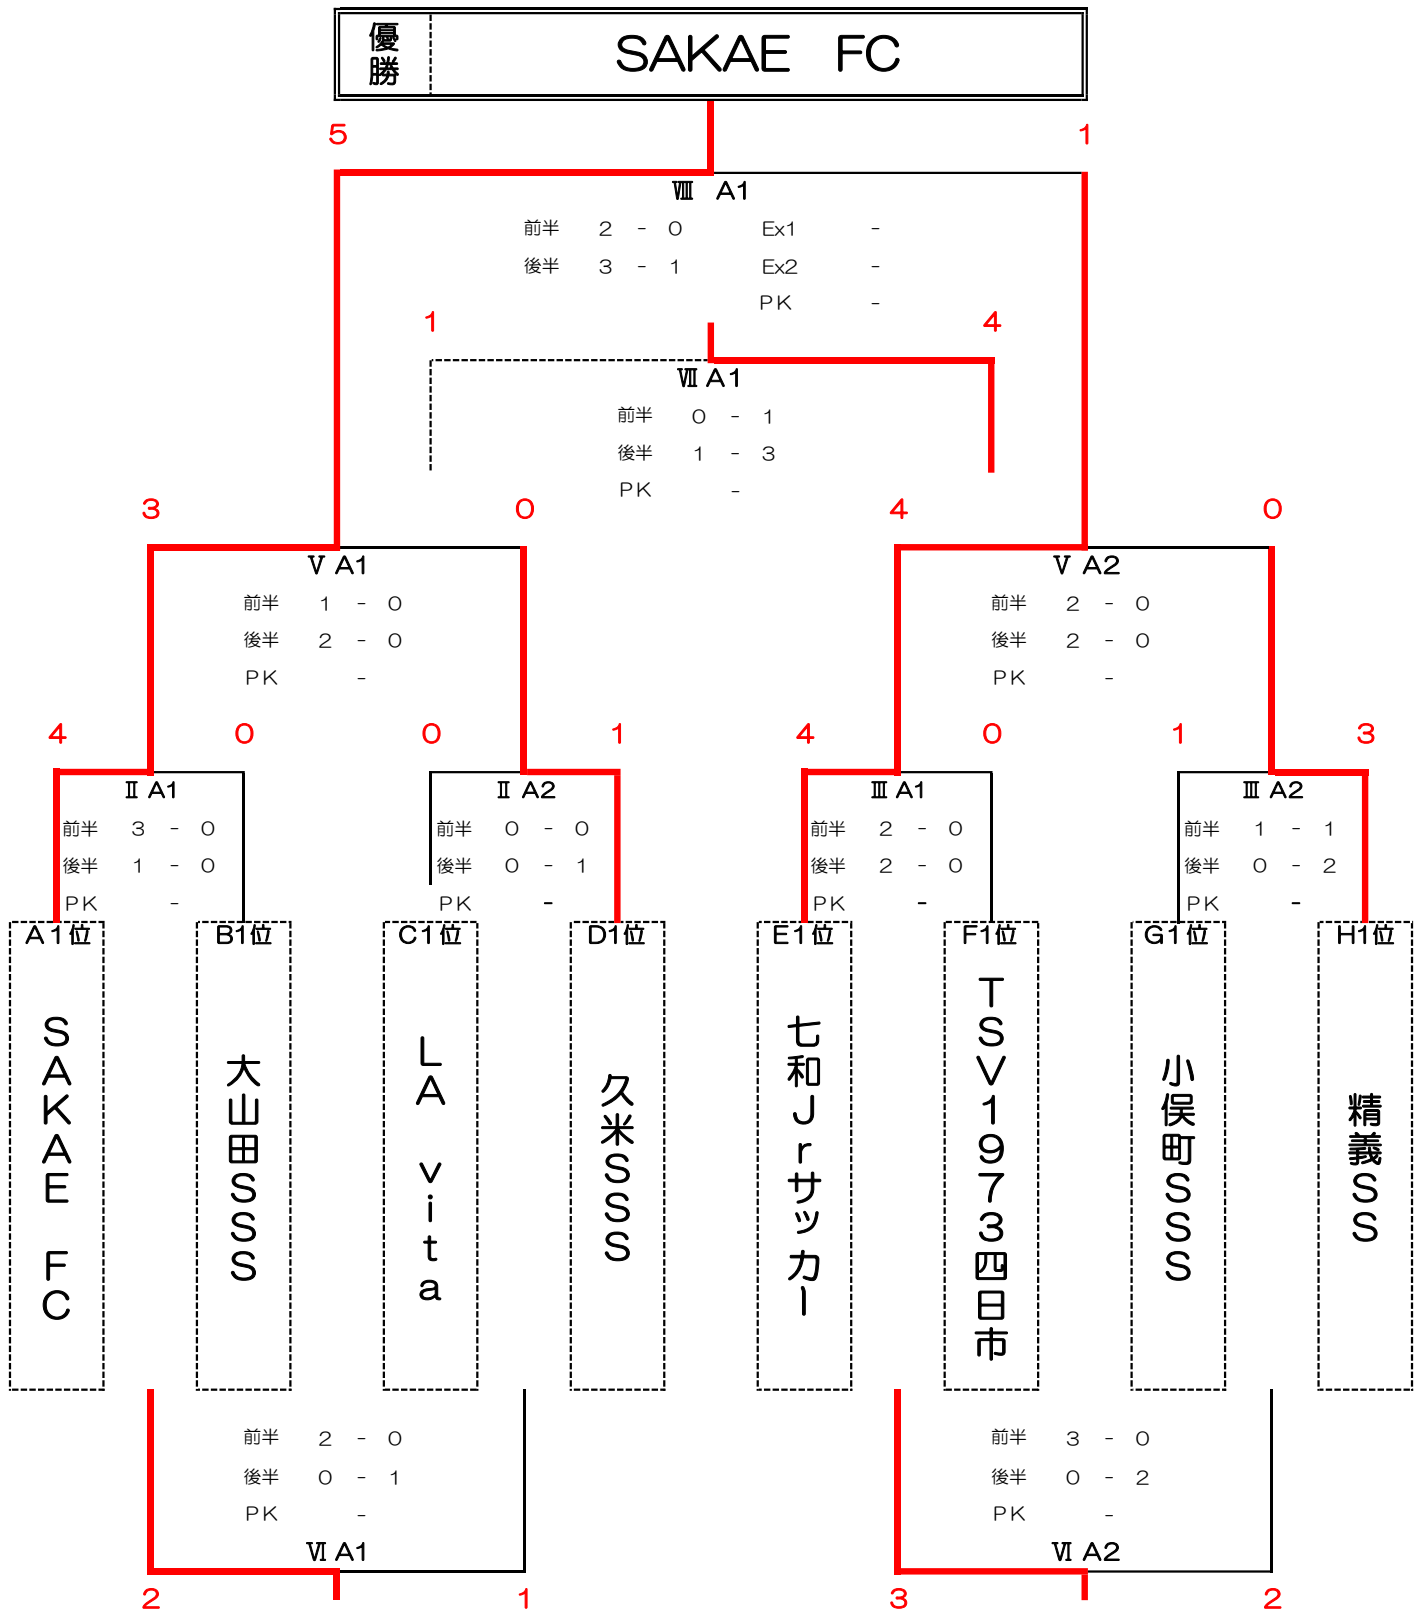 優勝 SAKAE FC
5 1
Ⅷ A1
前半 2 - 0 Ex1 -
後半 3 - 1 Ex2 -
PK -
1 4
Ⅶ A1
前半 0 - 1
後半 1 - 3
PK -
3 0 4 0
Ⅴ A1 Ⅴ A2
前半 1 - 0 前半 2 - 0
後半 2 - 0 後半 2 - 0
PK - PK -
4 0 0 1 4 0 1 3
Ⅱ A1 Ⅱ A2 Ⅲ A1 Ⅲ A2
前半 3 - 0 前半 0 - 0 前半 2 - 0 前半 1 - 1
後半 1 - 0 後半 0 - 1 後半 2 - 0 後半 0 - 2
PK - PK - PK - PK -
A1位 B1位 C1位 D1位 E1位 F1位 G1位 H1位
SAKAE FC
大山田SSS
LA vita
久米SSS
七和Jrサッカー
TSV1973四日市
小俣町SSS
精義SS
前半 2 - 0 前半 3 - 0
後半 0 - 1 後半 0 - 2
PK - PK -
Ⅵ A1 Ⅵ A2
2 1 3 2